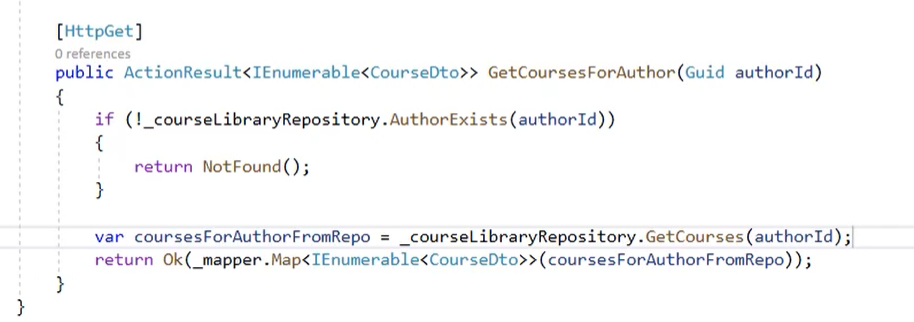 [HttpGet]
0 references
public ActionResult<IEnumerable<CourseDto>> GetCoursesForAuthor(Guid authorId)
{
if (!_courseLibraryRepository.AuthorExists(authorId))
{
return NotFound();
}
var coursesForAuthorFromRepo = _courseLibraryRepository.GetCourses(authorId);
return Ok(_mapper.Map<IEnumerable<CourseDto>>(coursesForAuthorFromRepo));
}
}